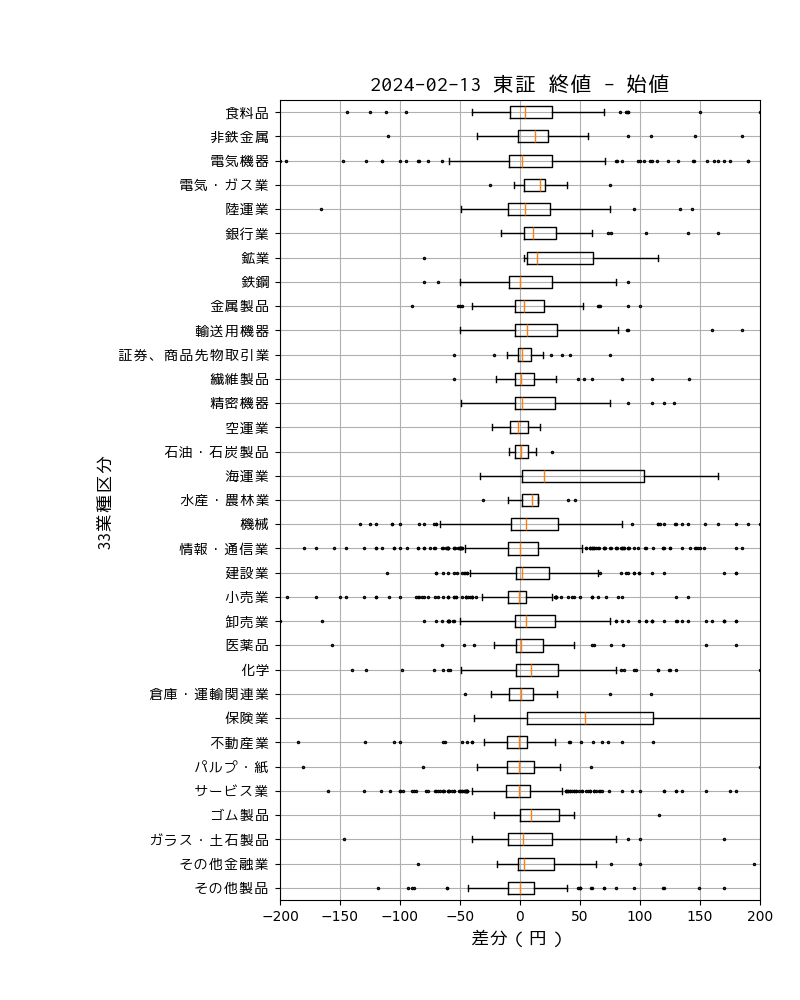 2024-02-13 東証 終値 - 始値
食料品
非鉄金属
電気機器
電気・ガス業
陸運業
銀行業
鉱業
鉄鋼
金属製品
輸送用機器
証券、商品先物取引業
繊維製品
精密機器
空運業
石油・石炭製品
海運業
水産・農林業
機械
情報・通信業
建設業
小売業
卸売業
医薬品
化学
倉庫・運輸関連業
保険業
不動産業
パルプ・紙
サービス業
ゴム製品
ガラス・土石製品
その他金融業
その他製品
33業種区分
−200 −150 −100 −50 0 50 100 150 200
差分 ( 円 )